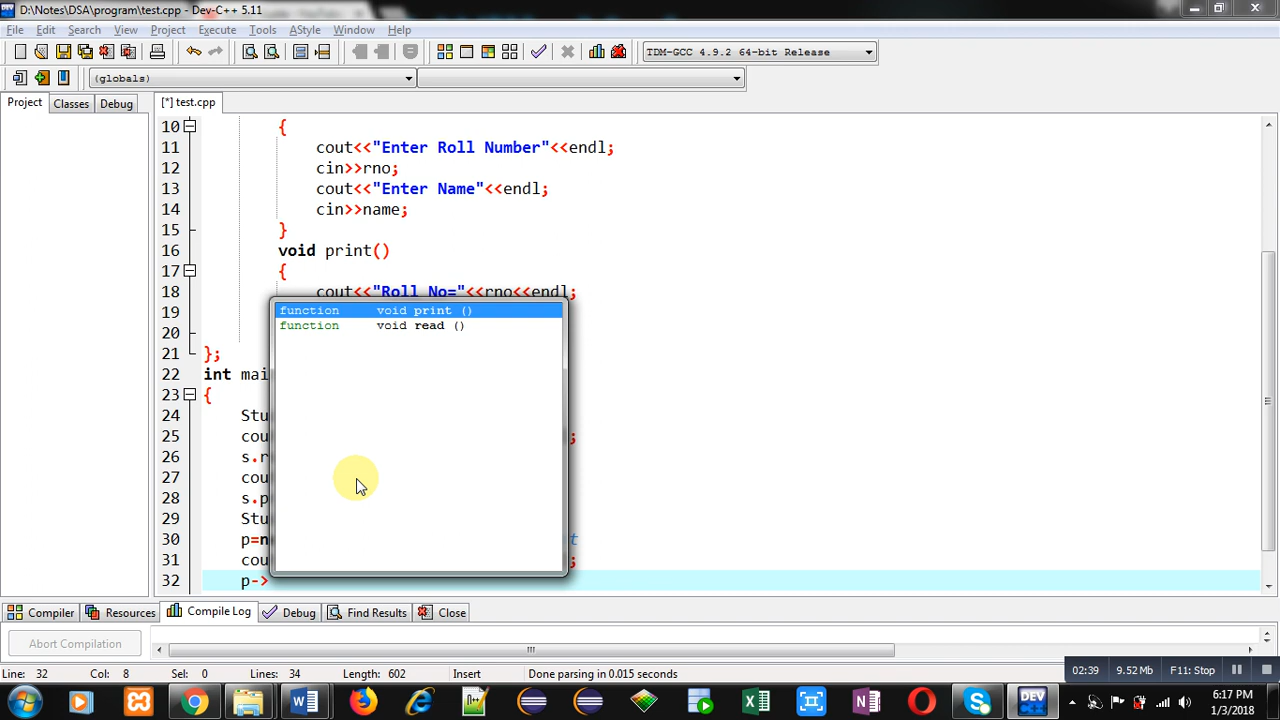 D:\Notes\DSA\program\test.cpp - Dev-C++ 5.11
File Edit Search View Project Execute Tools AStyle Window Help
TDM-GCC 4.9.2 64-bit Release
(globals)
Project Classes Debug [*] test.cpp
10 {
11 cout<<"Enter Roll Number"<<endl;
12 cin>>rno;
13 cout<<"Enter Name"<<endl;
14 cin>>name;
15 }
16 void print()
17 {
18 cout<<"Roll No="<<rno<<endl;
function void print ()
19
function void read ()
20
21 };
22 int mai
23 {
24 Stu
25 cou ;
26 s.r
27 cou
28 s.p
29 Stu
30 p=n t
31 cou ;
32 p->
Compiler Resources Compile Log Debug Find Results Close
Abort Compilation
Line: 32 Col: 8 Sel: 0 Lines: 34 Length: 602 Insert Done parsing in 0.015 seconds
02:39 9.52 Mb F11: Stop
6:17 PM
1/3/2018